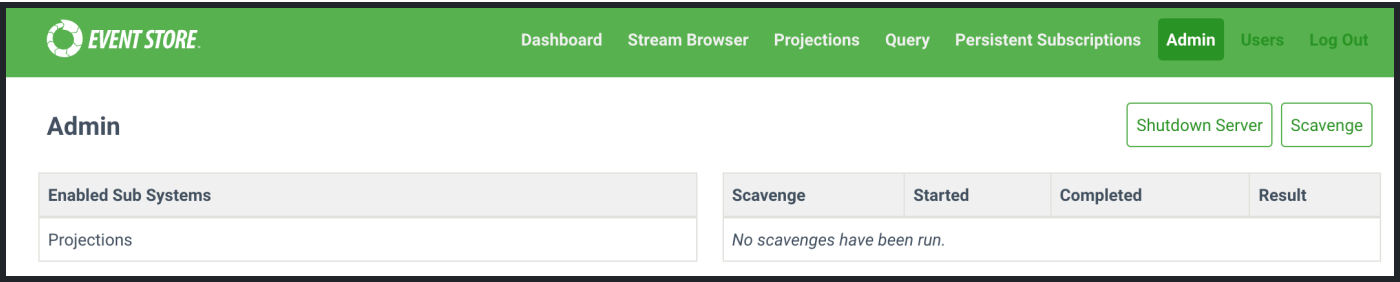 EVENT STORE
Dashboard Stream Browser Projections Query Persistent Subscriptions Admin Users Log Out
Admin
Shutdown Server Scavenge
Enabled Sub Systems
Projections
Scavenge Started Completed Result
No scavenges have been run.